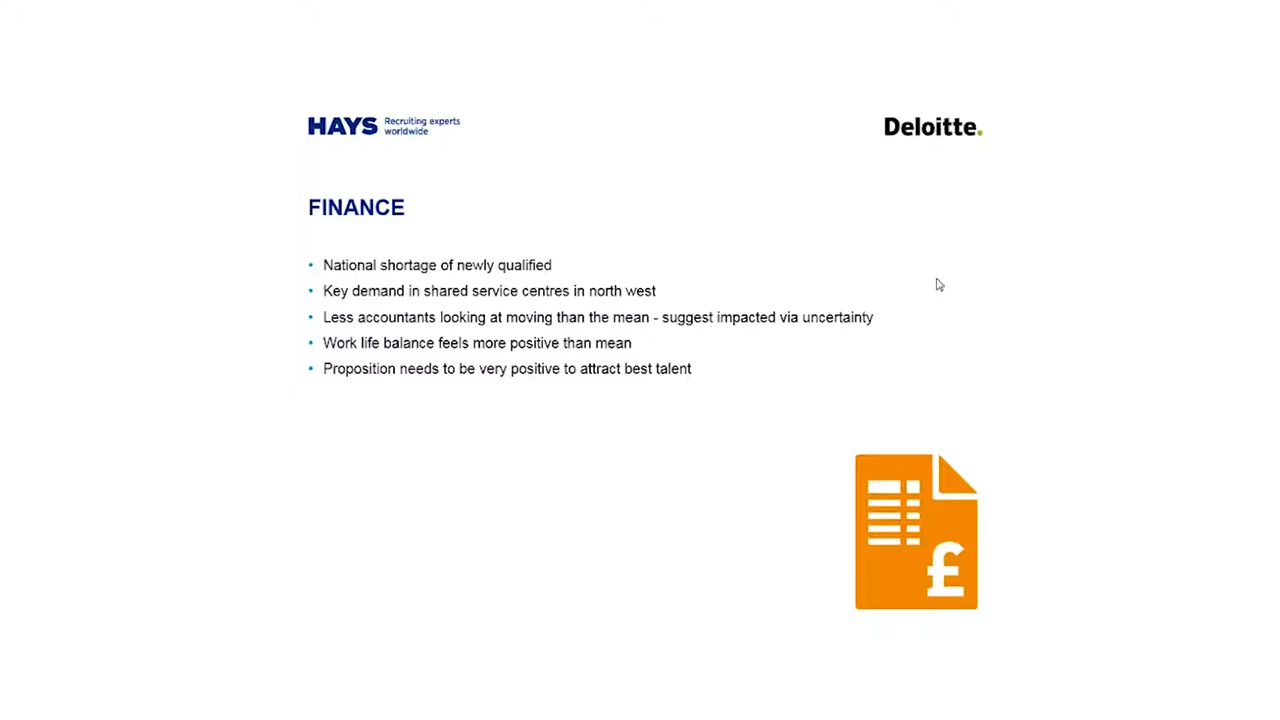 HAYS Recruiting experts
worldwide
Deloitte.
FINANCE
• National shortage of newly qualified
• Key demand in shared service centres in north west
• Less accountants looking at moving than the mean - suggest impacted via uncertainty
• Work life balance feels more positive than mean
• Proposition needs to be very positive to attract best talent
£